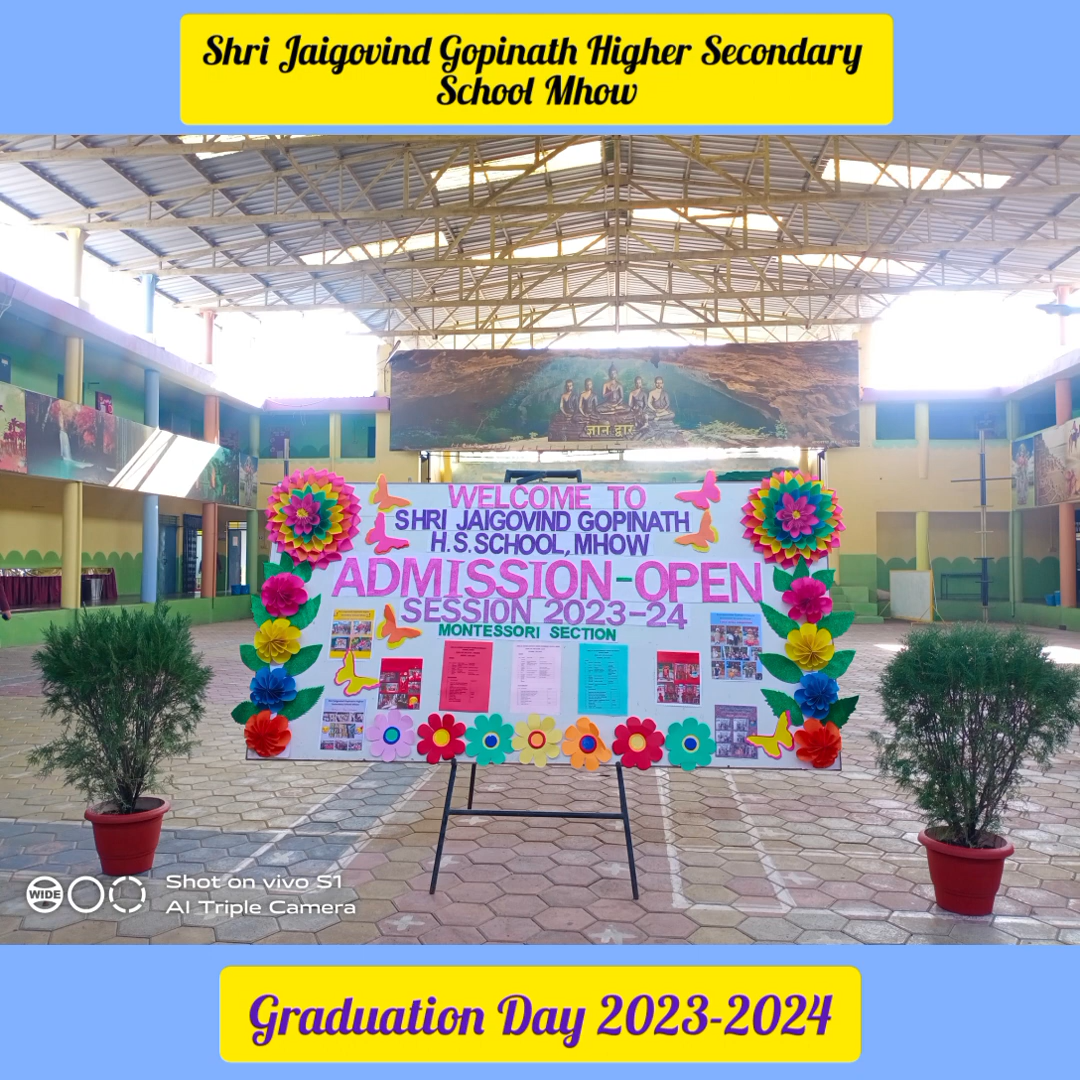 Shri Jaigovind Gopinath Higher Secondary
School Mhow
ज्ञान द्वार
WELCOME TO
SHRI JAIGOVIND GOPINATH
H.S.SCHOOL, MHOW
ADMISSION-OPEN
SESSION 2023-24
MONTESSORI SECTION
WIDE
Shot on vivo S1
AI Triple Camera
Graduation Day 2023-2024